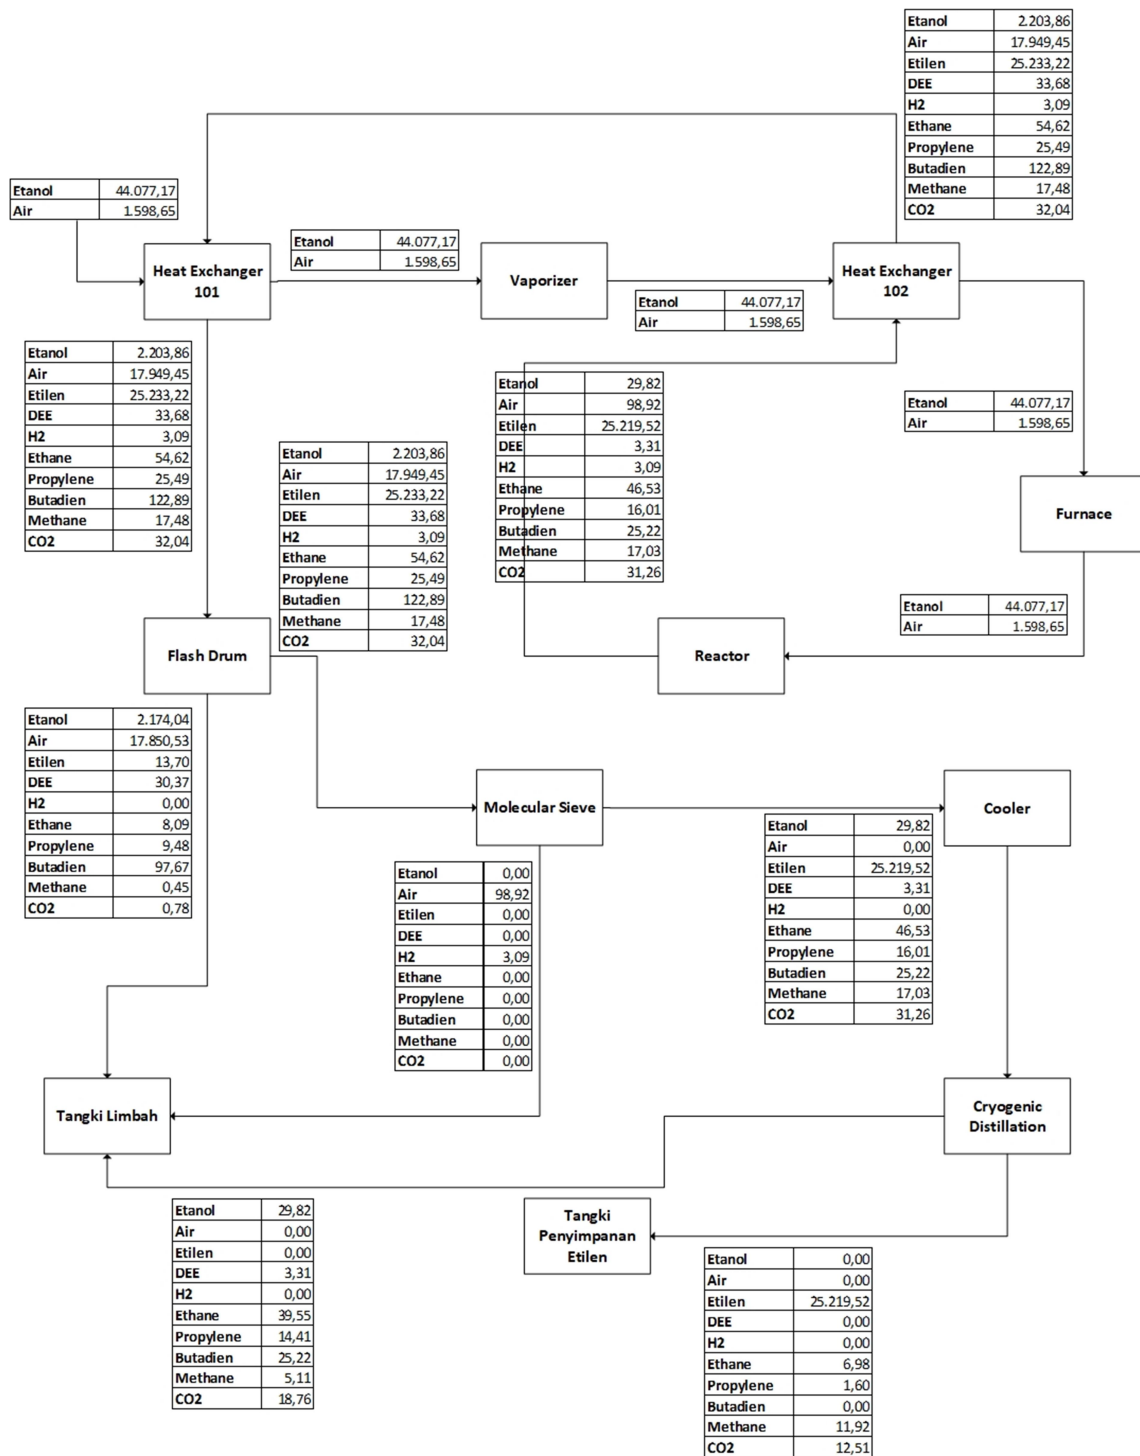 Etanol 2.203,86
Air 17.949,45
Etilen 25.233,22
DEE 33,68
H2 3,09
Ethane 54,62
Propylene 25,49
Butadien 122,89
Methane 17,48
CO2 32,04
Etanol 44.077,17
Air 1.598,65
Heat Exchanger
101
Etanol 44.077,17
Air 1.598,65
Vaporizer
Etanol 44.077,17
Air 1.598,65
Heat Exchanger
102
Etanol 2.203,86
Air 17.949,45
Etilen 25.233,22
DEE 33,68
H2 3,09
Ethane 54,62
Propylene 25,49
Butadien 122,89
Methane 17,48
CO2 32,04
Etanol 2.203,86
Air 17.949,45
Etilen 25.233,22
DEE 33,68
H2 3,09
Ethane 54,62
Propylene 25,49
Butadien 122,89
Methane 17,48
CO2 32,04
Etanol 29,82
Air 98,92
Etilen 25.219,52
DEE 3,31
H2 3,09
Ethane 46,53
Propylene 16,01
Butadien 25,22
Methane 17,03
CO2 31,26
Etanol 44.077,17
Air 1.598,65
Furnace
Etanol 44.077,17
Air 1.598,65
Flash Drum
Reactor
Etanol 2.174,04
Air 17.850,53
Etilen 13,70
DEE 30,37
H2 0,00
Ethane 8,09
Propylene 9,48
Butadien 97,67
Methane 0,45
CO2 0,78
Molecular Sieve
Cooler
Etanol 0,00
Air 98,92
Etilen 0,00
DEE 0,00
H2 3,09
Ethane 0,00
Propylene 0,00
Butadien 0,00
Methane 0,00
CO2 0,00
Etanol 29,82
Air 0,00
Etilen 25.219,52
DEE 3,31
H2 0,00
Ethane 46,53
Propylene 16,01
Butadien 25,22
Methane 17,03
CO2 31,26
Tangki Limbah
Cryogenic
Distillation
Etanol 29,82
Air 0,00
Etilen 0,00
DEE 3,31
H2 0,00
Ethane 39,55
Propylene 14,41
Butadien 25,22
Methane 5,11
CO2 18,76
Tangki
Penyimpanan
Etilen
Etanol 0,00
Air 0,00
Etilen 25.219,52
DEE 0,00
H2 0,00
Ethane 6,98
Propylene 1,60
Butadien 0,00
Methane 11,92
CO2 12,51